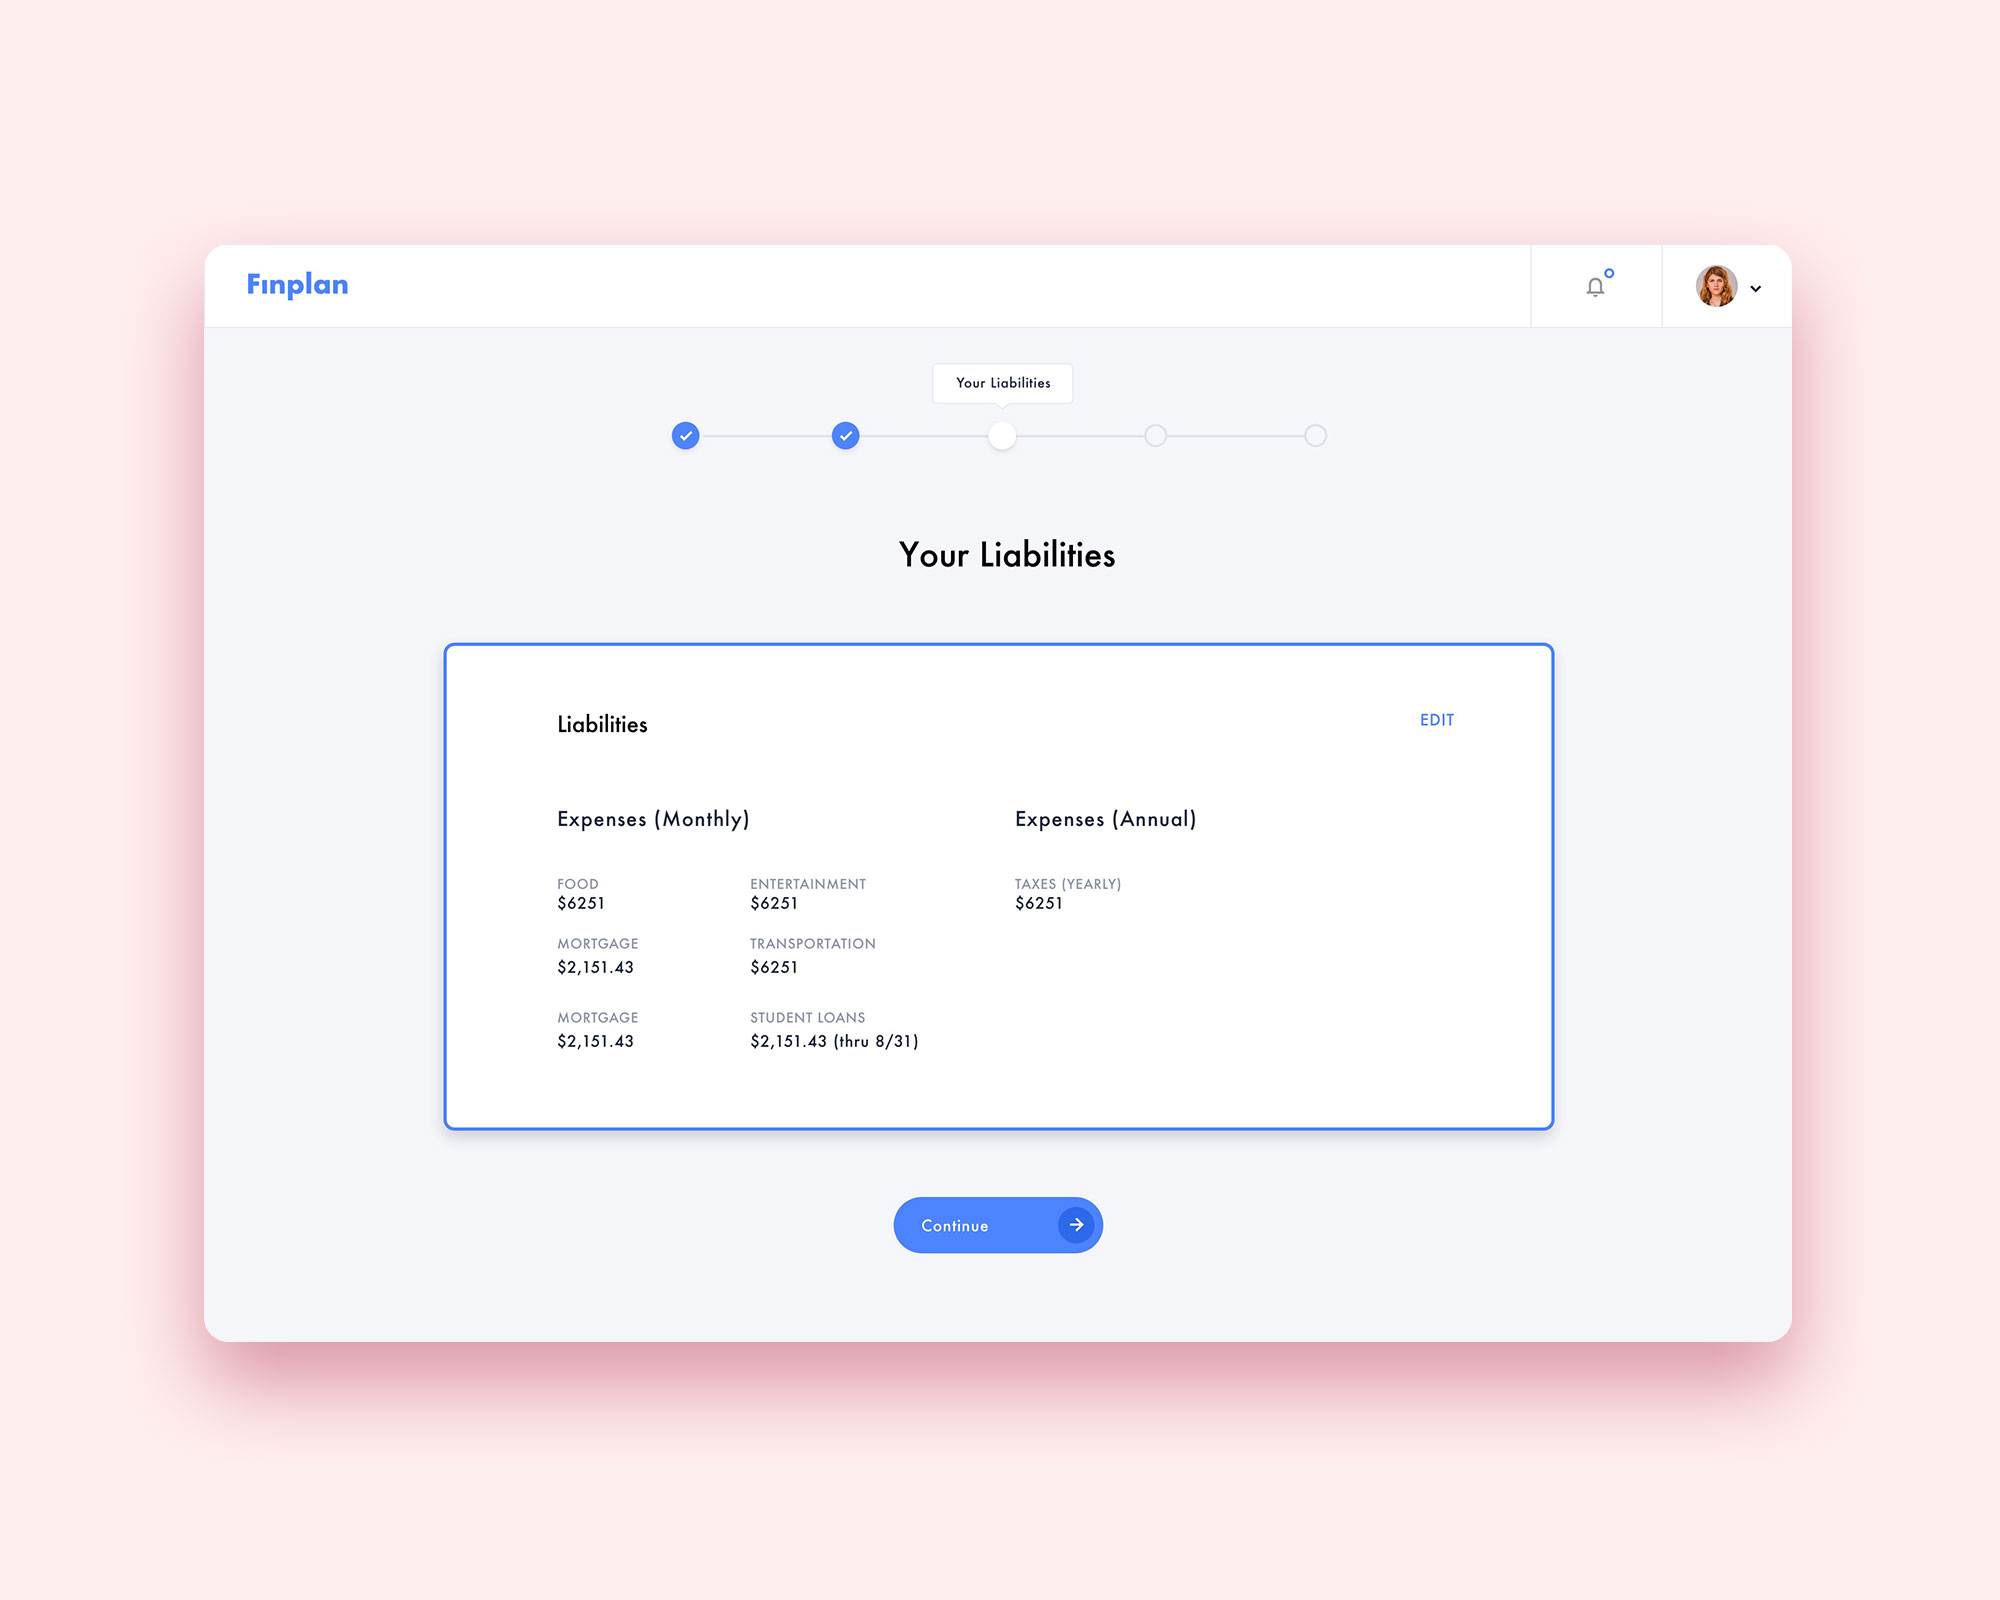 Finplan
Your Liabilities
Your Liabilities
Liabilities
EDIT
Expenses (Monthly)
Expenses (Annual)
FOOD
ENTERTAINMENT
TAXES (YEARLY)
$6251
$6251
$6251
MORTGAGE
TRANSPORTATION
$2,151.43
$6251
MORTGAGE
STUDENT LOANS
$2,151.43
$2,151.43 (thru 8/31)
Continue